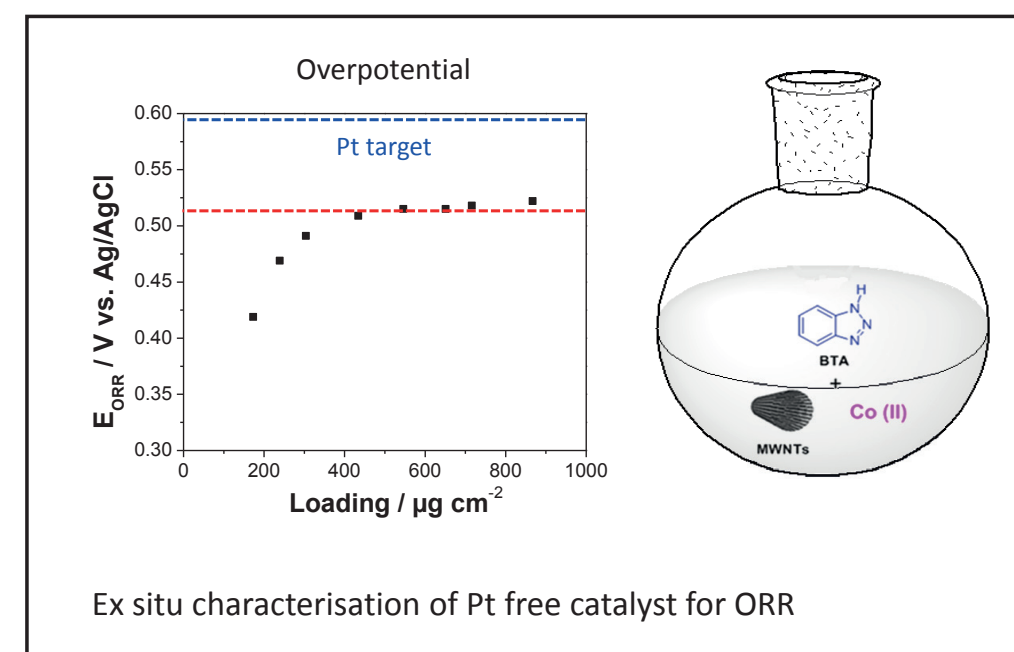 Overpotential
0.60
0.55
0.50
0.45
0.40
0.35
0.30
E_ORR / V vs. Ag/AgCl
Pt target
0 200 400 600 800 1000
Loading / µg cm⁻²
H
N
N
N
BTA
+
Co (II)
MWNTs
Ex situ characterisation of Pt free catalyst for ORR